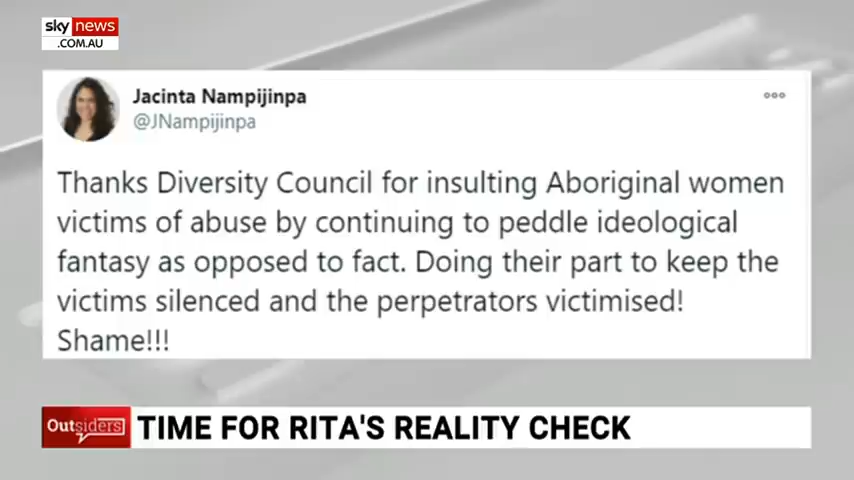 sky news
.COM.AU
Jacinta Nampijinpa
@JNampijinpa
Thanks Diversity Council for insulting Aboriginal women
victims of abuse by continuing to peddle ideological
fantasy as opposed to fact. Doing their part to keep the
victims silenced and the perpetrators victimised!
Shame!!!
Outsiders
TIME FOR RITA'S REALITY CHECK